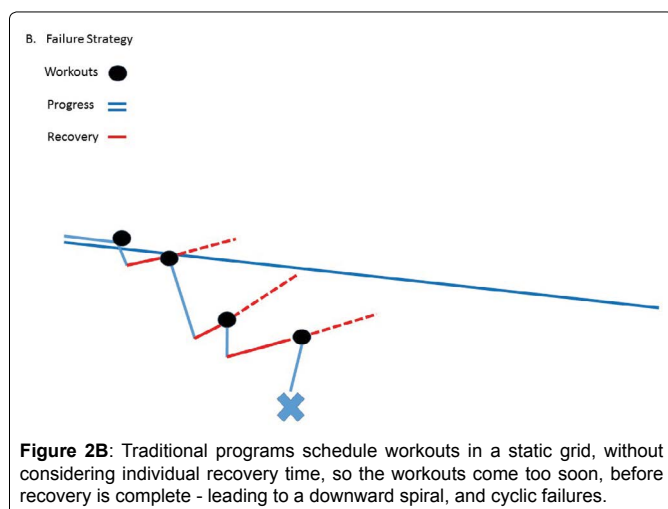 B. Failure Strategy
Workouts
Progress
Recovery
Figure 2B: Traditional programs schedule workouts in a static grid, without
considering individual recovery time, so the workouts come too soon, before
recovery is complete - leading to a downward spiral, and cyclic failures.